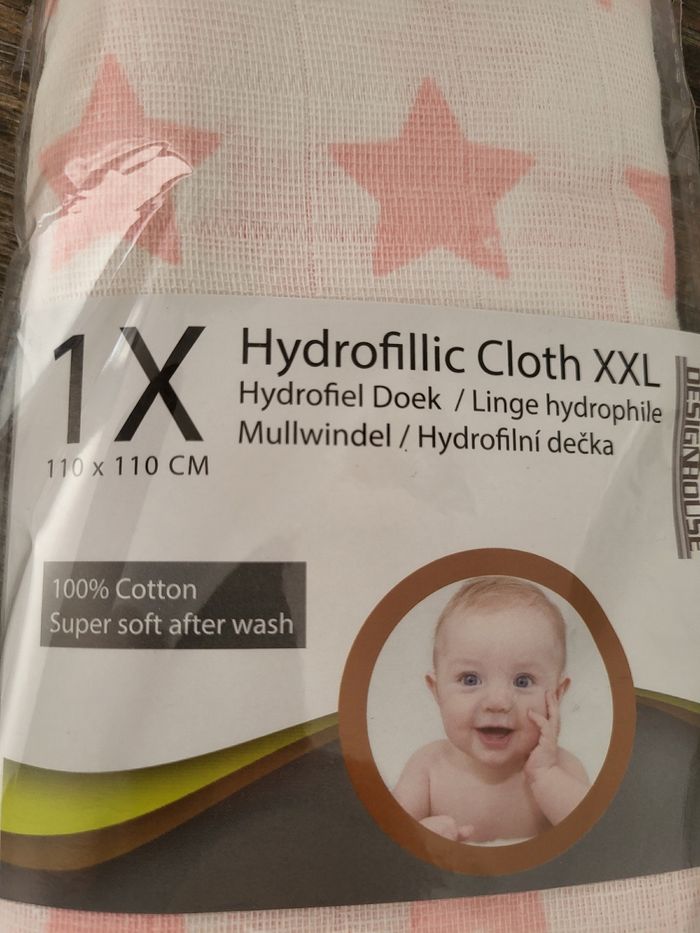 1X
110 x 110 CM
Hydrofillic Cloth XXL
Hydrofiel Doek / Linge hydrophile
Mullwindel / Hydrofilní dečka
DESIGNHOUSE
100% Cotton
Super soft after wash